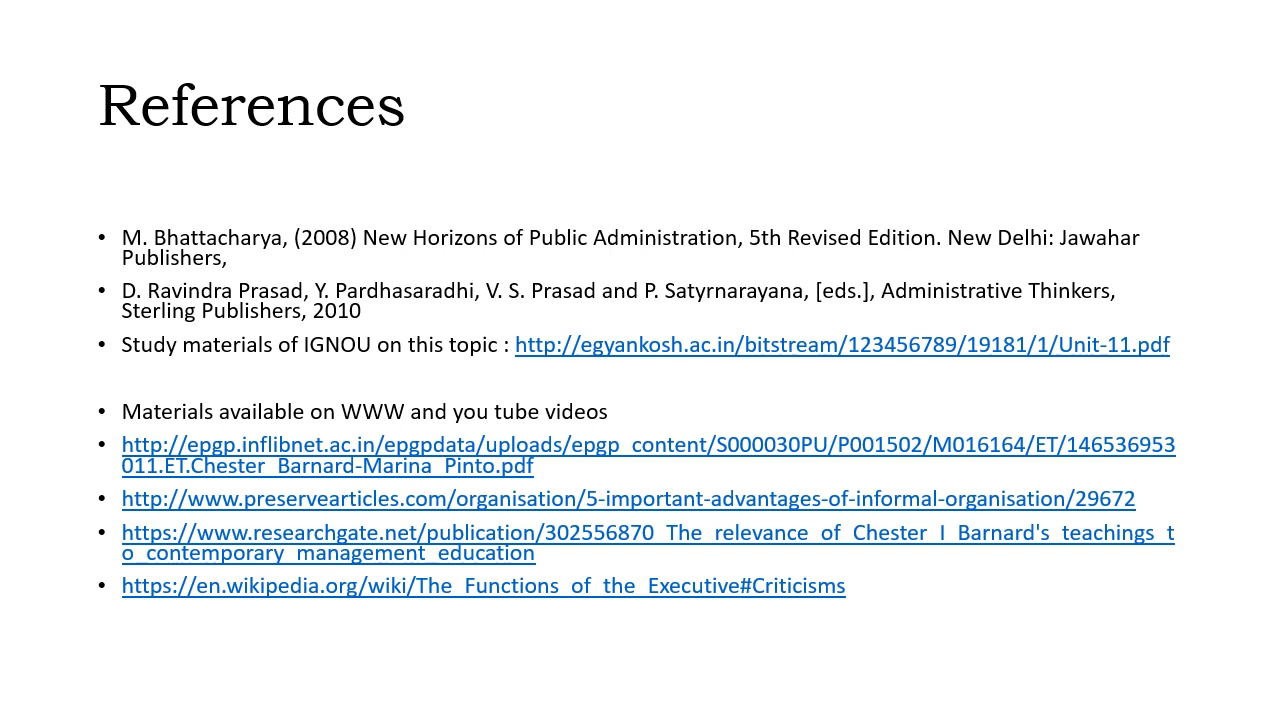 References
• M. Bhattacharya, (2008) New Horizons of Public Administration, 5th Revised Edition. New Delhi: Jawahar
Publishers,
• D. Ravindra Prasad, Y. Pardhasaradhi, V. S. Prasad and P. Satyrnarayana, [eds.], Administrative Thinkers,
Sterling Publishers, 2010
• Study materials of IGNOU on this topic : http://egyankosh.ac.in/bitstream/123456789/19181/1/Unit-11.pdf
• Materials available on WWW and you tube videos
• http://epgp.inflibnet.ac.in/epgpdata/uploads/epgp_content/S000030PU/P001502/M016164/ET/146536953
011.ET.Chester_Barnard-Marina_Pinto.pdf
• http://www.preservearticles.com/organisation/5-important-advantages-of-informal-organisation/29672
• https://www.researchgate.net/publication/302556870_The_relevance_of_Chester_I_Barnard's_teachings_t
o_contemporary_management_education
• https://en.wikipedia.org/wiki/The_Functions_of_the_Executive#Criticisms